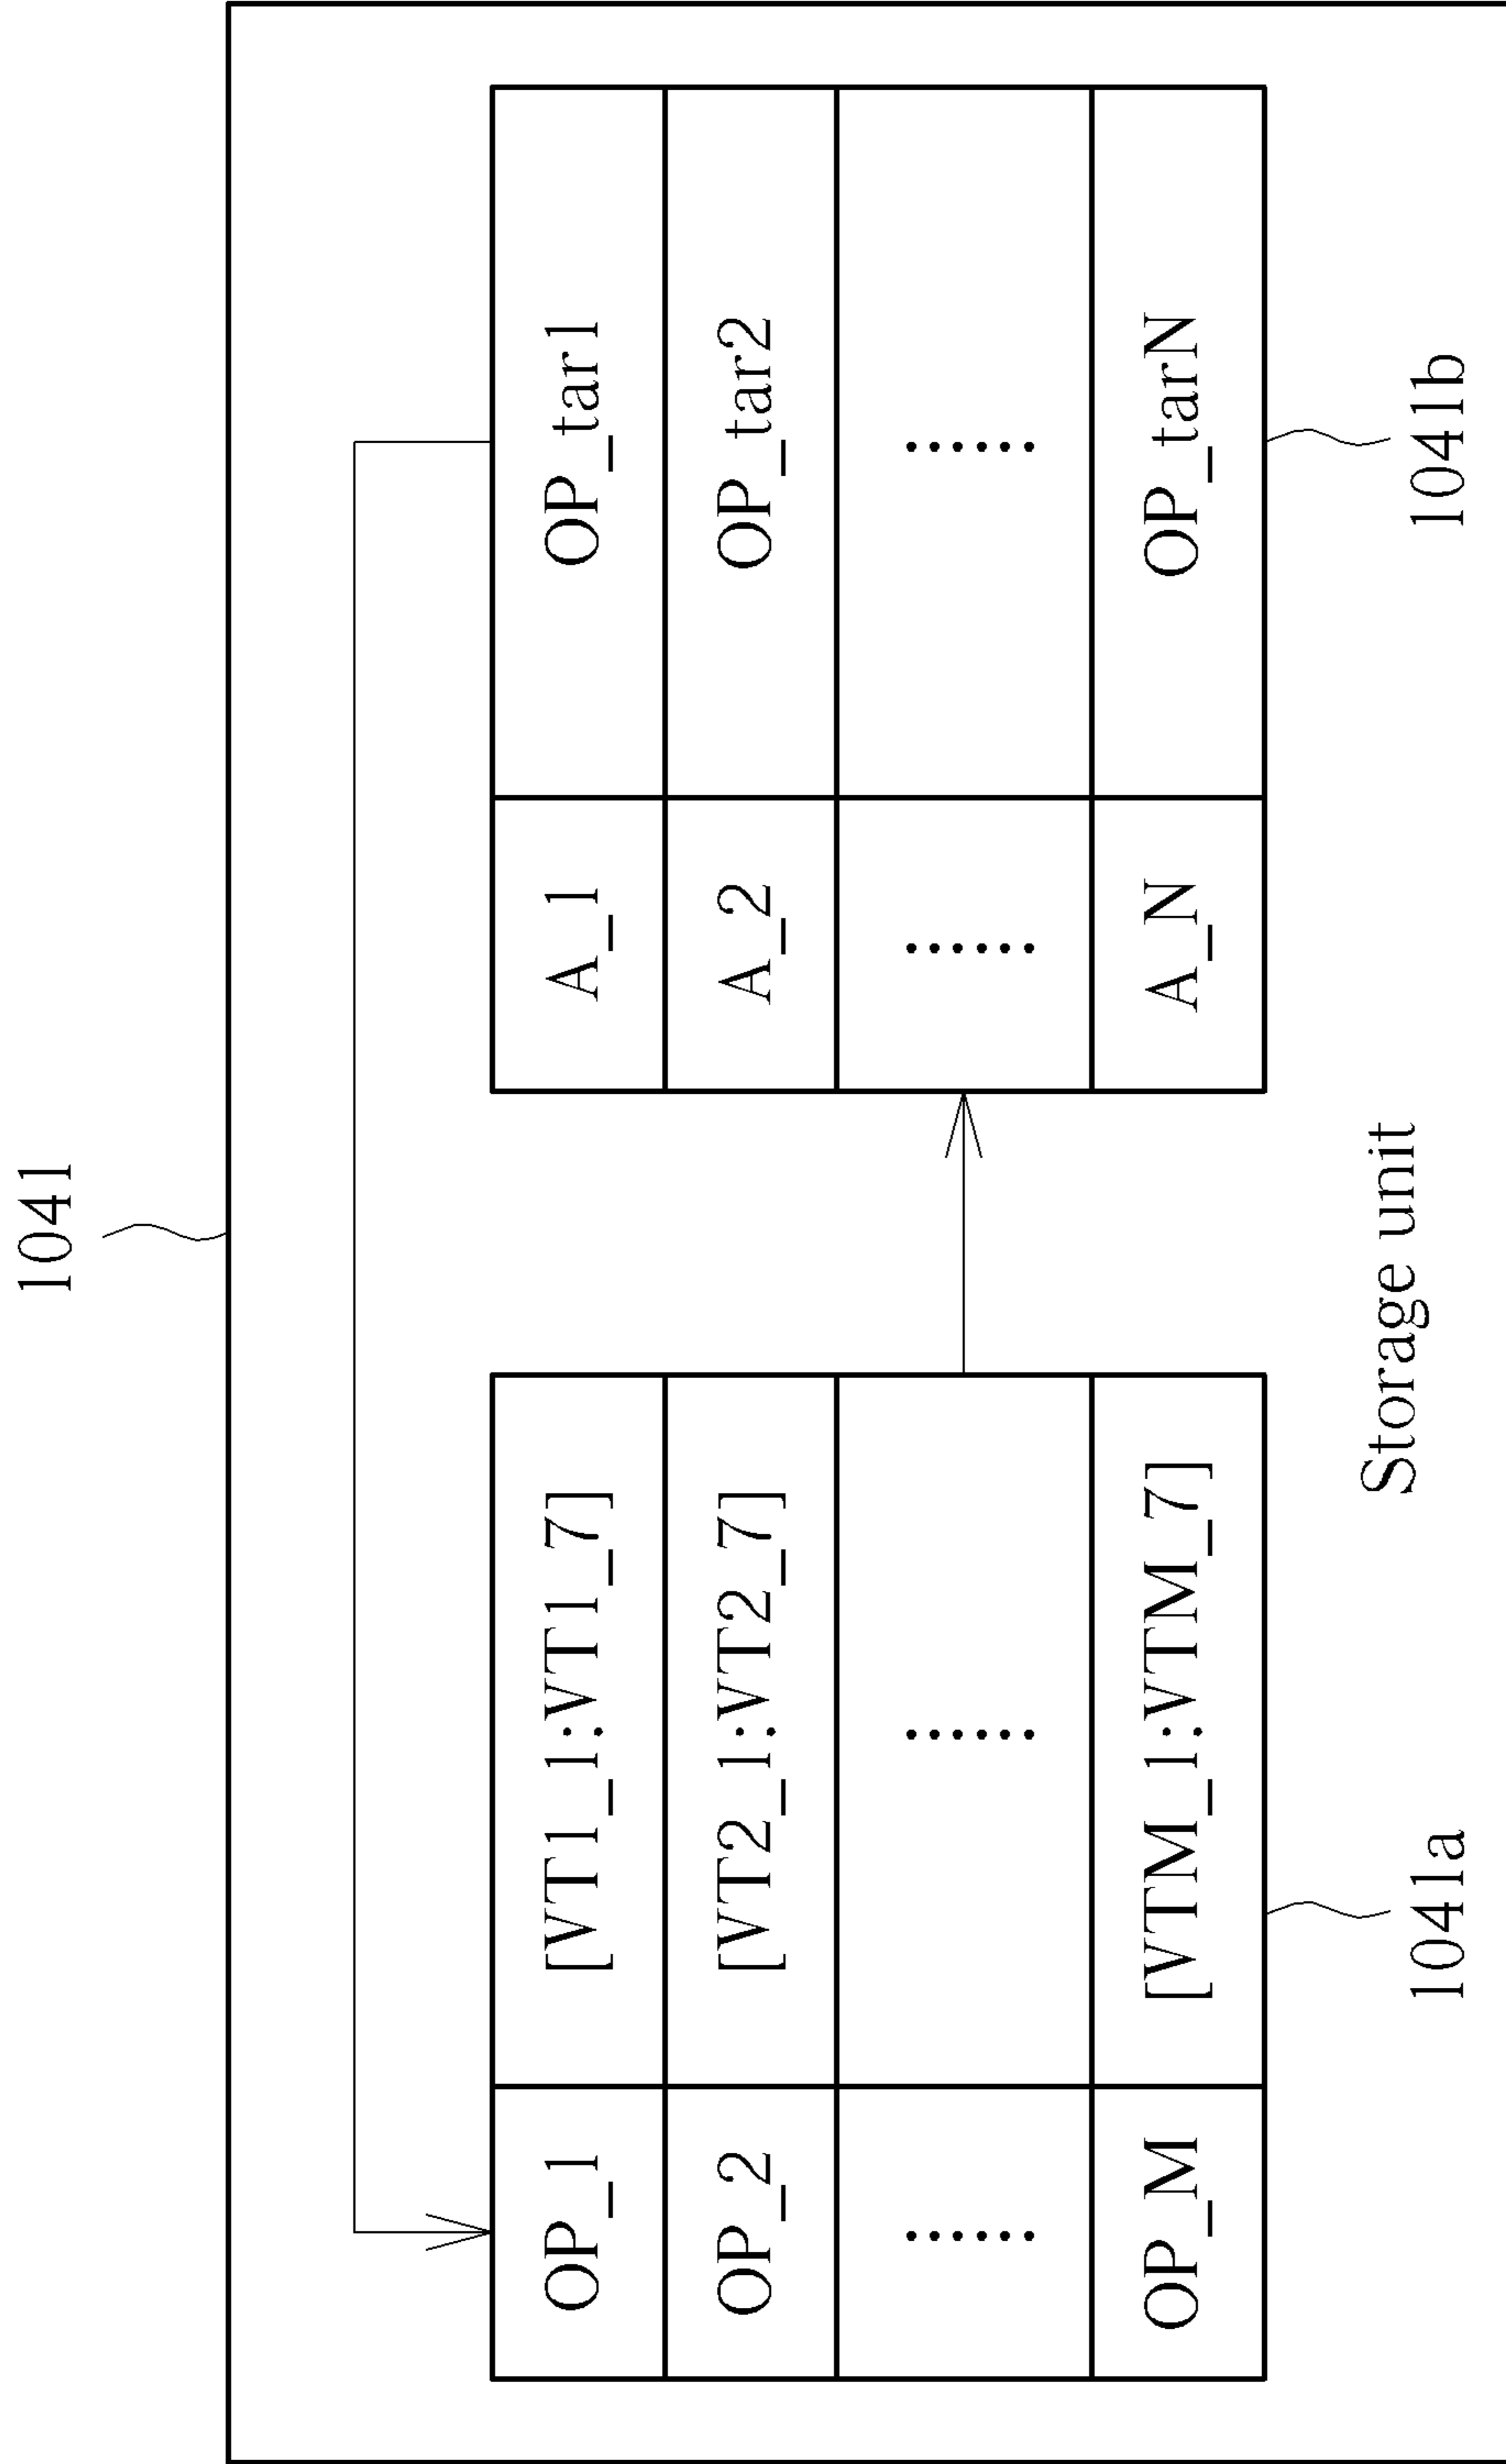 1041
OP_1 [VT1_1:VT1_7] A_1 OP_tar1
OP_2 [VT2_1:VT2_7] A_2 OP_tar2
...... ...... ...... ......
OP_M [VTM_1:VTM_7] A_N OP_tarN
Storage unit
1041a 1041b